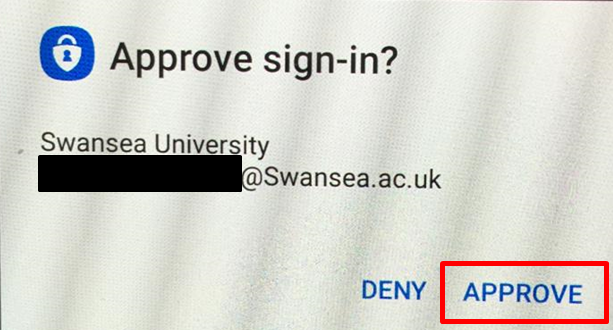 Approve sign-in?
Swansea University
@Swansea.ac.uk
DENY APPROVE